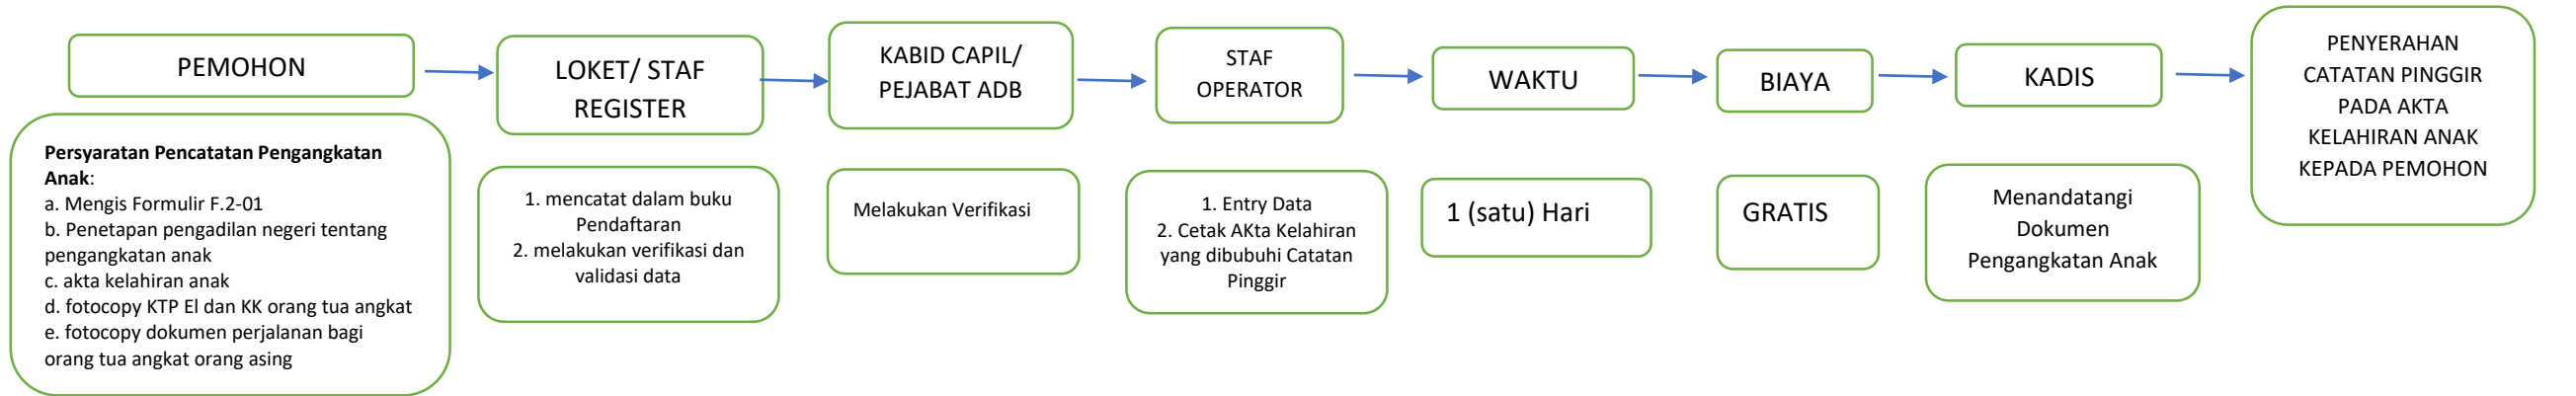 PEMOHON
Persyaratan Pencatatan Pengangkatan
Anak:
a. Mengis Formulir F.2-01
b. Penetapan pengadilan negeri tentang
pengangkatan anak
c. akta kelahiran anak
d. fotocopy KTP El dan KK orang tua angkat
e. fotocopy dokumen perjalanan bagi
orang tua angkat orang asing
LOKET/ STAF
REGISTER
1. mencatat dalam buku
Pendaftaran
2. melakukan verifikasi dan
validasi data
KABID CAPIL/
PEJABAT ADB
Melakukan Verifikasi
STAF
OPERATOR
1. Entry Data
2. Cetak AKta Kelahiran
yang dibubuhi Catatan
Pinggir
WAKTU
1 (satu) Hari
BIAYA
GRATIS
KADIS
Menandatangi
Dokumen
Pengangkatan Anak
PENYERAHAN
CATATAN PINGGIR
PADA AKTA
KELAHIRAN ANAK
KEPADA PEMOHON